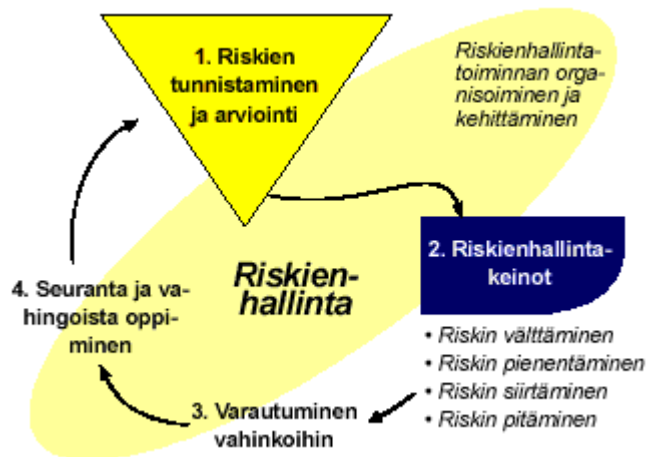 1. Riskien
tunnistaminen
ja arviointi
Riskienhallinta-
toiminnan orga-
nisoiminen ja
kehittäminen
2. Riskienhallinta-
keinot
• Riskin välttäminen
• Riskin pienentäminen
• Riskin siirtäminen
• Riskin pitäminen
3. Varautuminen
vahinkoihin
4. Seuranta ja va-
hingoista oppi-
minen
Riskien-
hallinta